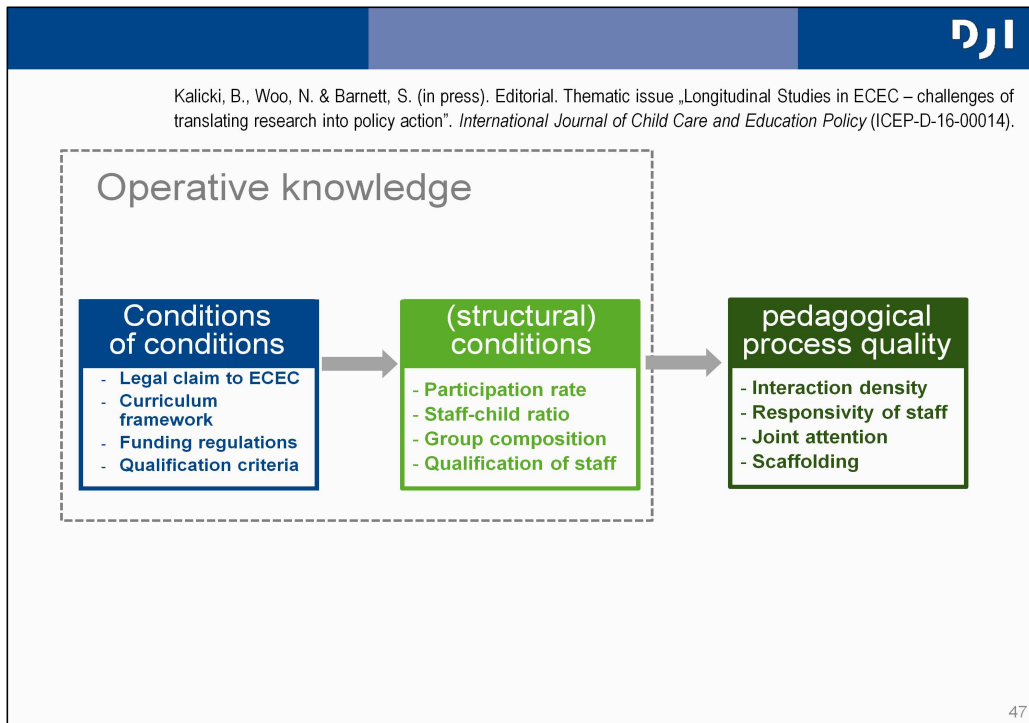 DJI
Kalicki, B., Woo, N. & Barnett, S. (in press). Editorial. Thematic issue „Longitudinal Studies in ECEC – challenges of
translating research into policy action”. International Journal of Child Care and Education Policy (ICEP-D-16-00014).
Operative knowledge
Conditions
of conditions
- Legal claim to ECEC
- Curriculum
framework
- Funding regulations
- Qualification criteria
(structural)
conditions
- Participation rate
- Staff-child ratio
- Group composition
- Qualification of staff
pedagogical
process quality
- Interaction density
- Responsivity of staff
- Joint attention
- Scaffolding
47